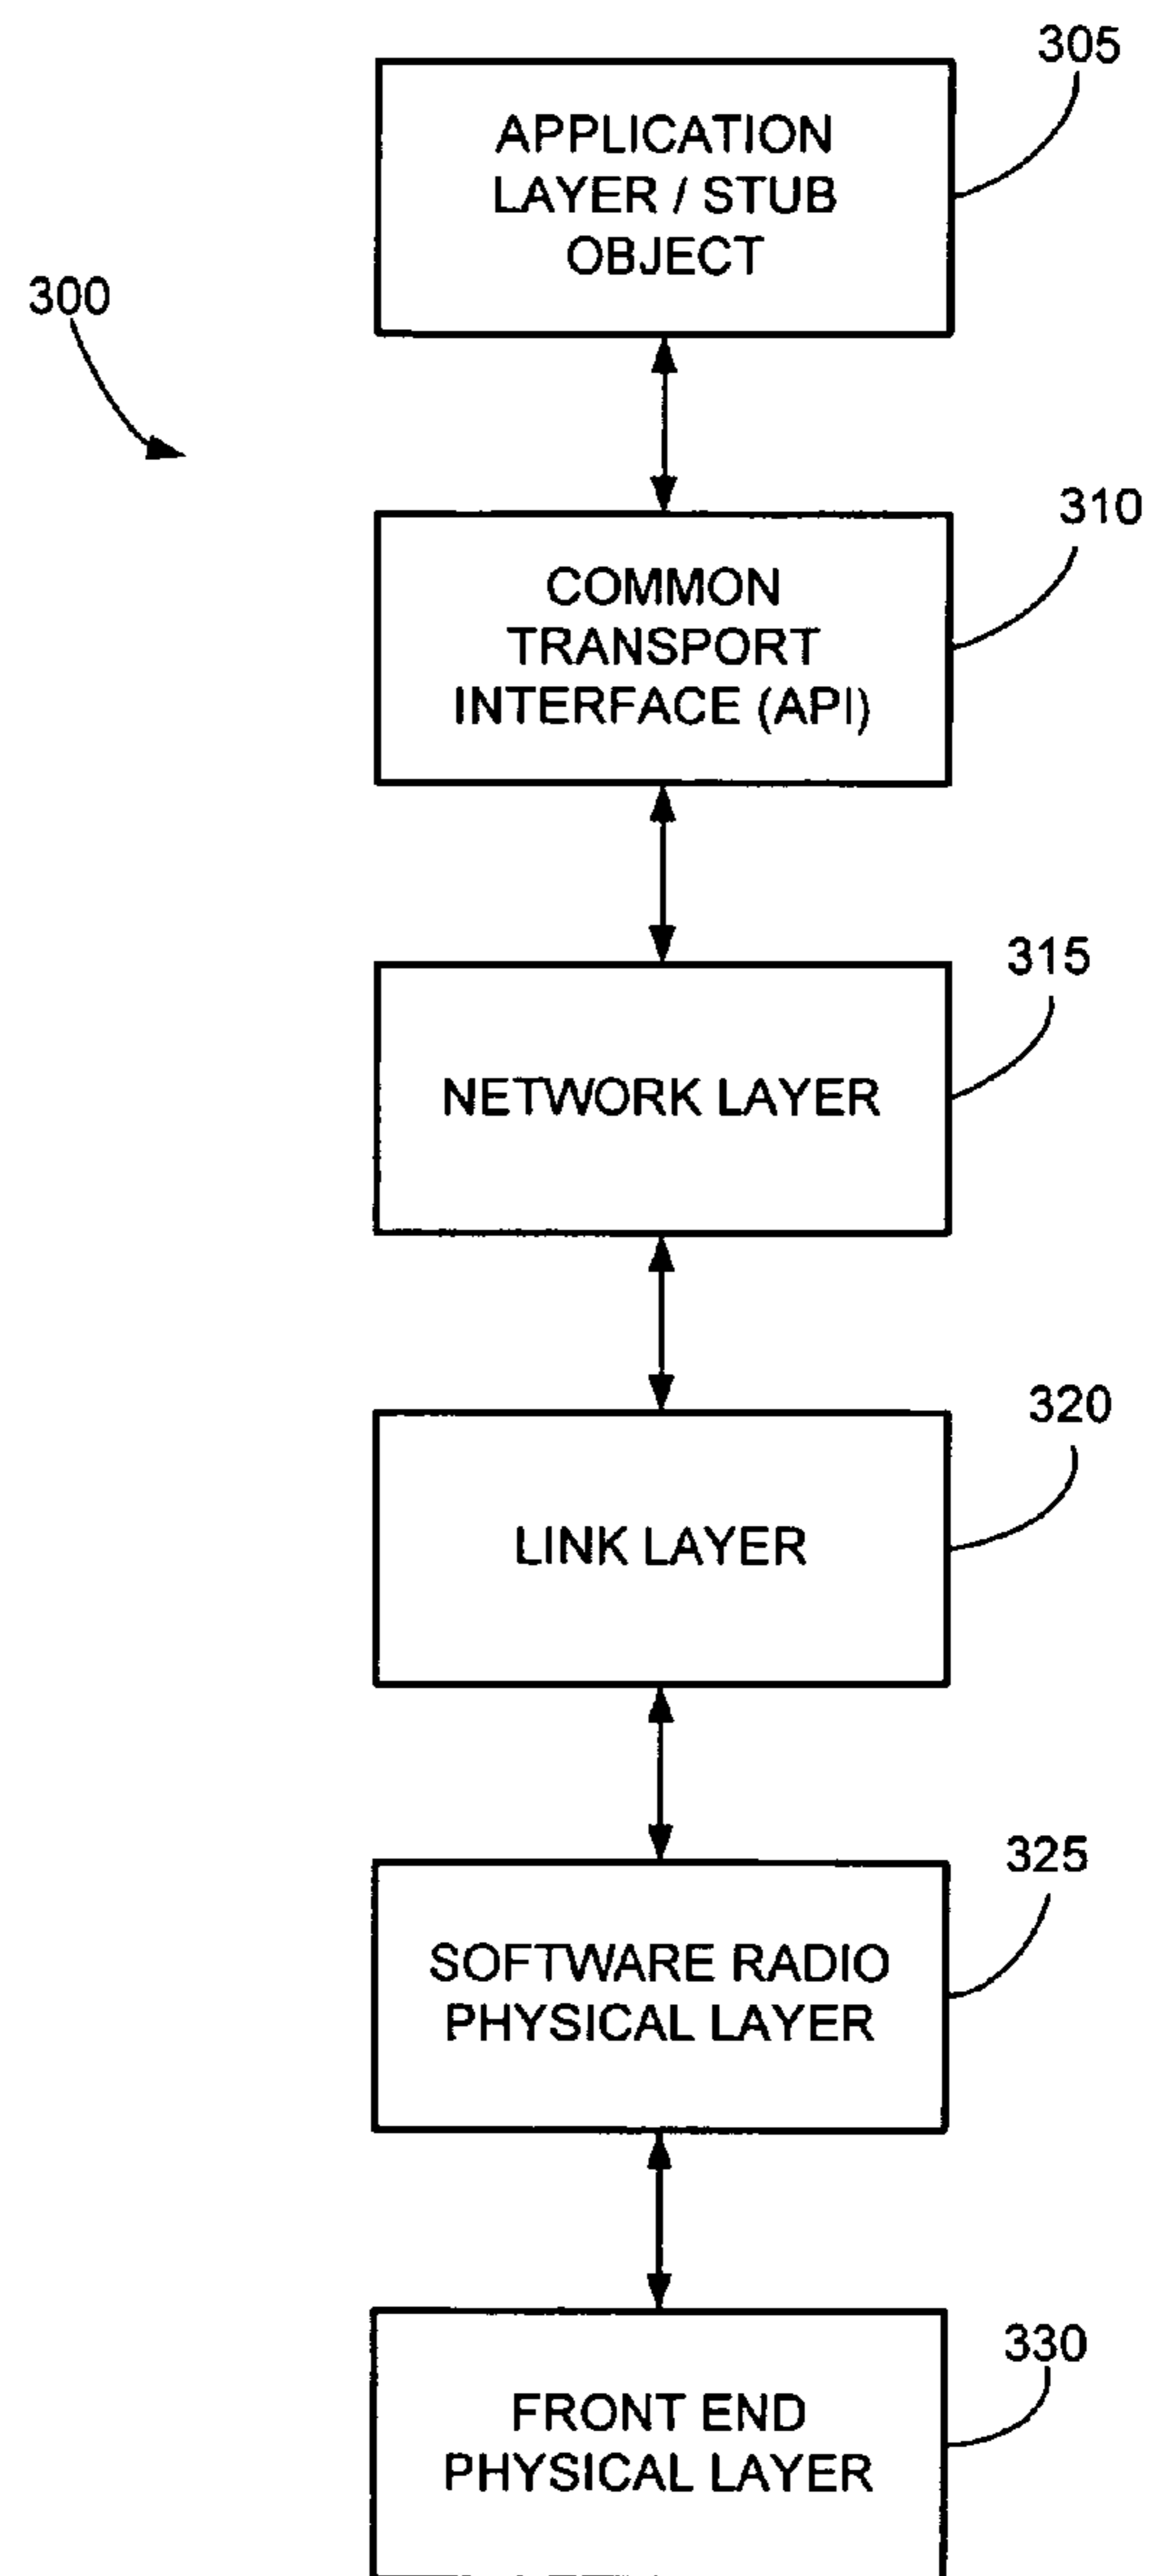 305
APPLICATION
LAYER / STUB
OBJECT
300
310
COMMON
TRANSPORT
INTERFACE (API)
315
NETWORK LAYER
320
LINK LAYER
325
SOFTWARE RADIO
PHYSICAL LAYER
330
FRONT END
PHYSICAL LAYER